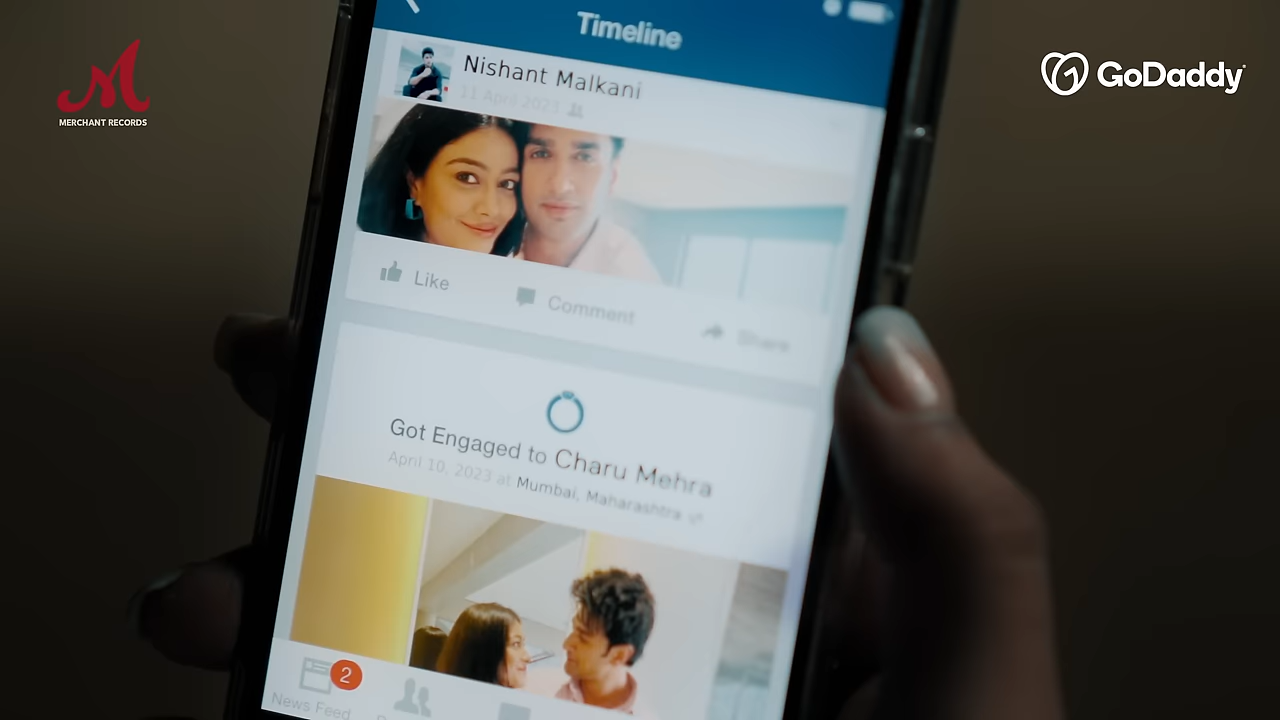 Timeline
Nishant Malkani
11 April 2023
Like
Comment
Share
Got Engaged to Charu Mehra
April 10, 2023 at Mumbai, Maharashtra
2
News Feed
MERCHANT RECORDS
GoDaddy